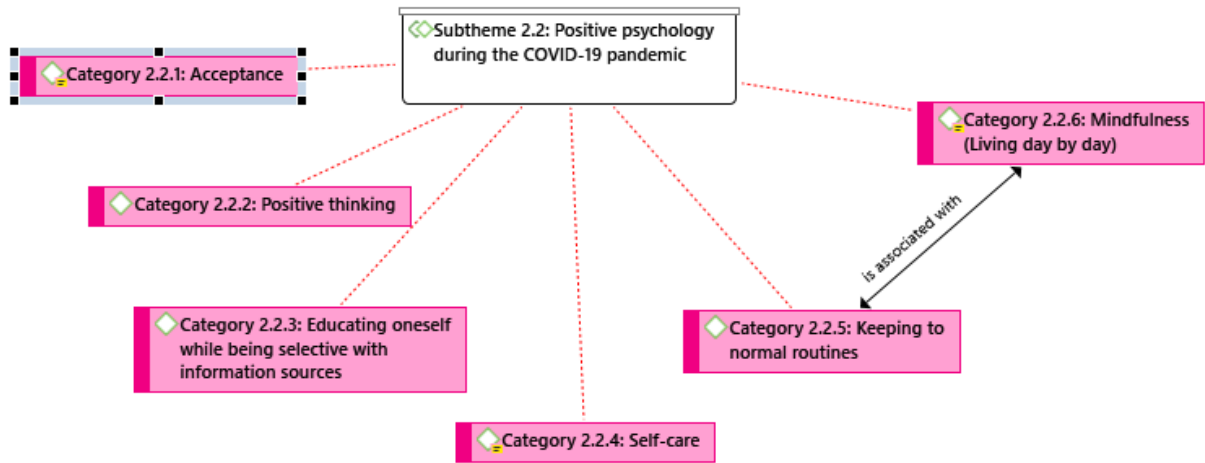 Subtheme 2.2: Positive psychology
during the COVID-19 pandemic
Category 2.2.1: Acceptance
Category 2.2.6: Mindfulness
(Living day by day)
Category 2.2.2: Positive thinking
is associated with
Category 2.2.3: Educating oneself
while being selective with
information sources
Category 2.2.5: Keeping to
normal routines
Category 2.2.4: Self-care